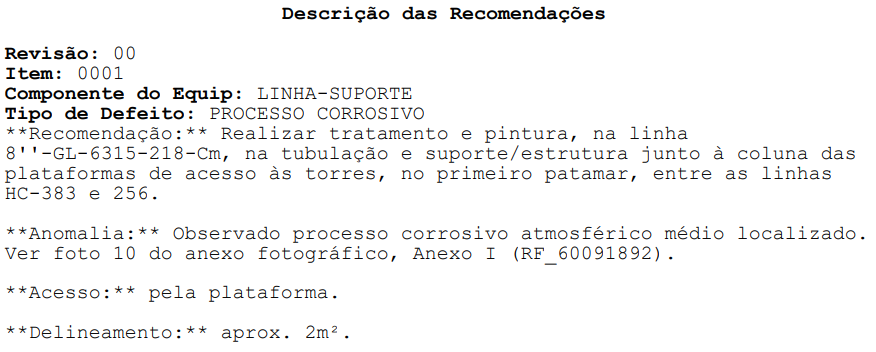 Descrição das Recomendações
Revisão: 00
Item: 0001
Componente do Equip: LINHA-SUPORTE
Tipo de Defeito: PROCESSO CORROSIVO
**Recomendação:** Realizar tratamento e pintura, na linha
8''-GL-6315-218-Cm, na tubulação e suporte/estrutura junto à coluna das
plataformas de acesso às torres, no primeiro patamar, entre as linhas
HC-383 e 256.
**Anomalia:** Observado processo corrosivo atmosférico médio localizado.
Ver foto 10 do anexo fotográfico, Anexo I (RF_60091892).
**Acesso:** pela plataforma.
**Delineamento:** aprox. 2m².